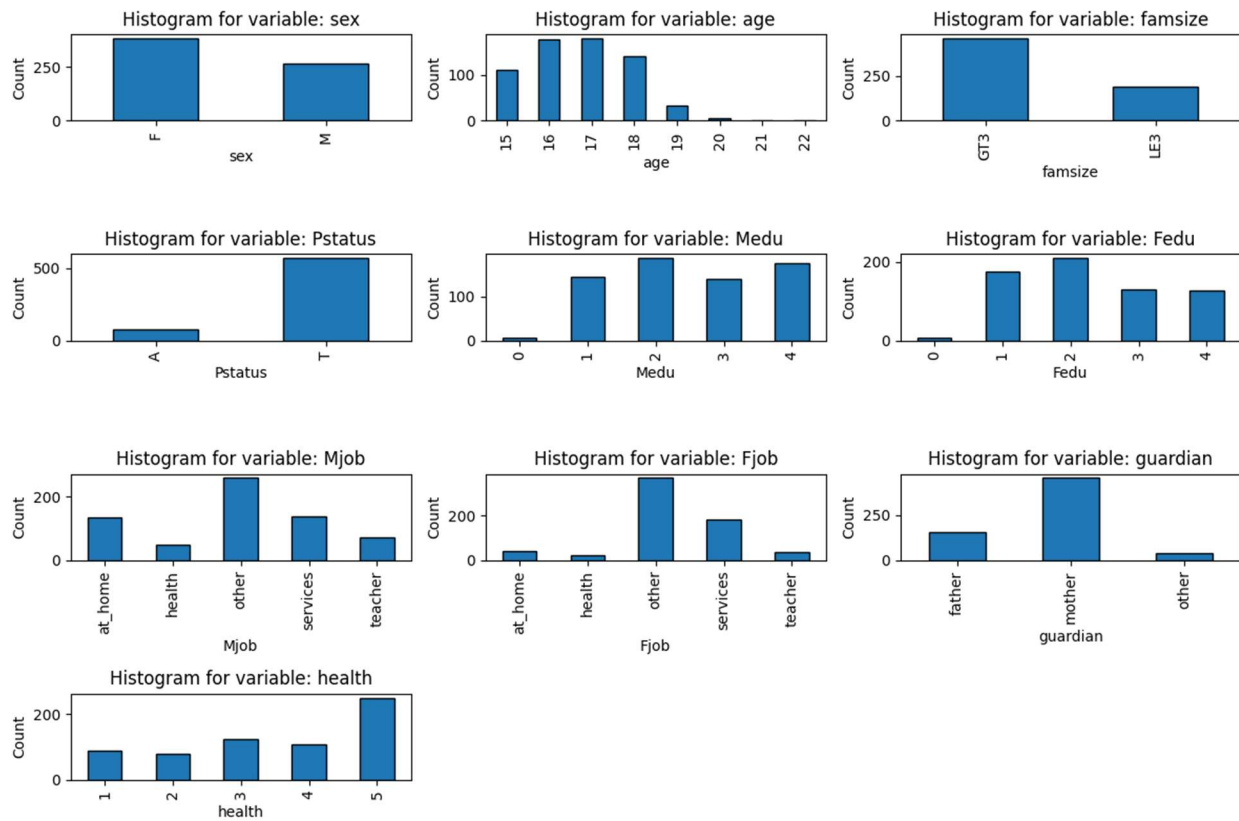 Histogram for variable: sex
Count
250
0
F
M
sex
Histogram for variable: age
Count
100
0
15
16
17
18
19
20
21
22
age
Histogram for variable: famsize
Count
250
0
GT3
LE3
famsize
Histogram for variable: Pstatus
Count
500
0
A
T
Pstatus
Histogram for variable: Medu
Count
100
0
0
1
2
3
4
Medu
Histogram for variable: Fedu
Count
200
0
0
1
2
3
4
Fedu
Histogram for variable: Mjob
Count
200
0
at_home
health
other
services
teacher
Mjob
Histogram for variable: Fjob
Count
200
0
at_home
health
other
services
teacher
Fjob
Histogram for variable: guardian
Count
250
0
father
mother
other
guardian
Histogram for variable: health
Count
200
0
1
2
3
4
5
health